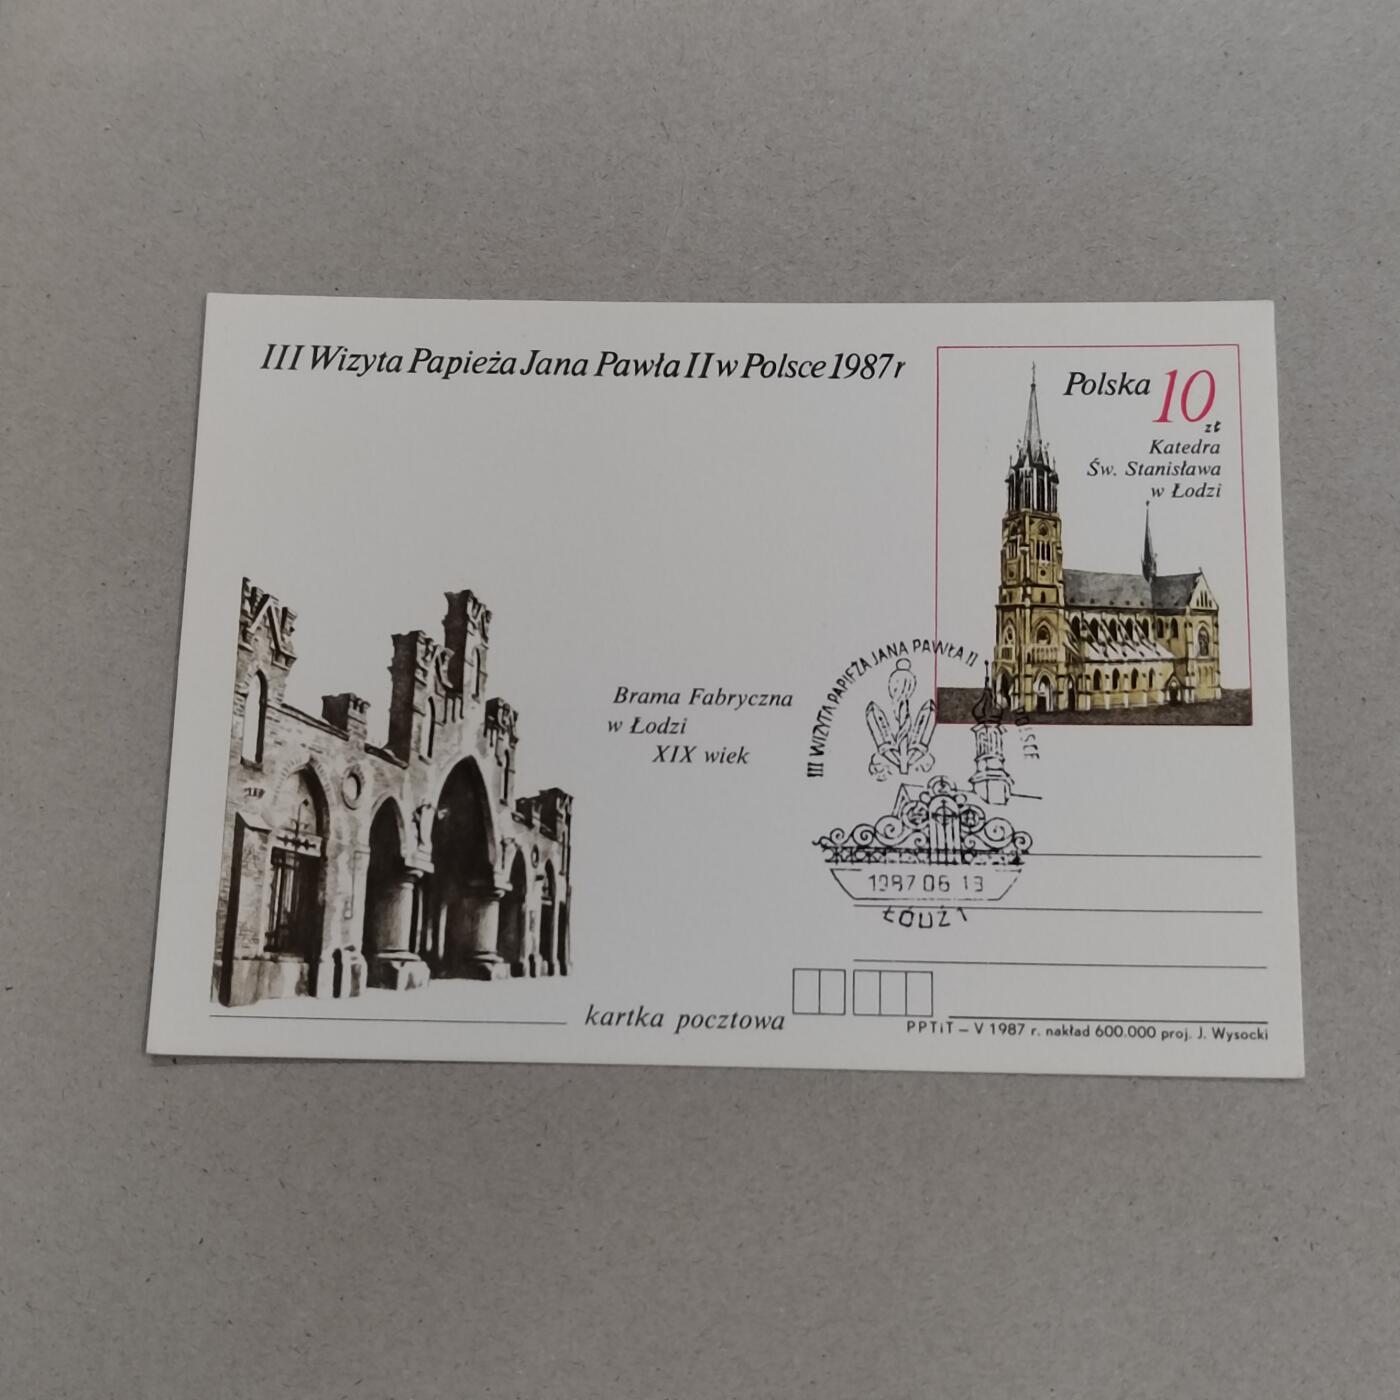 III Wizyta Papieża Jana Pawła II w Polsce 1987 r
Polska 10 zł
Katedra
Św. Stanisława
w Łodzi
Brama Fabryczna
w Łodzi
XIX wiek
III WIZYTA PAPIEŻA JANA PAWŁA II W POLSCE
1987 06 13
ŁÓDŹ 1
kartka pocztowa
PPTiT – V 1987 r. nakład 600.000 proj. J. Wysocki